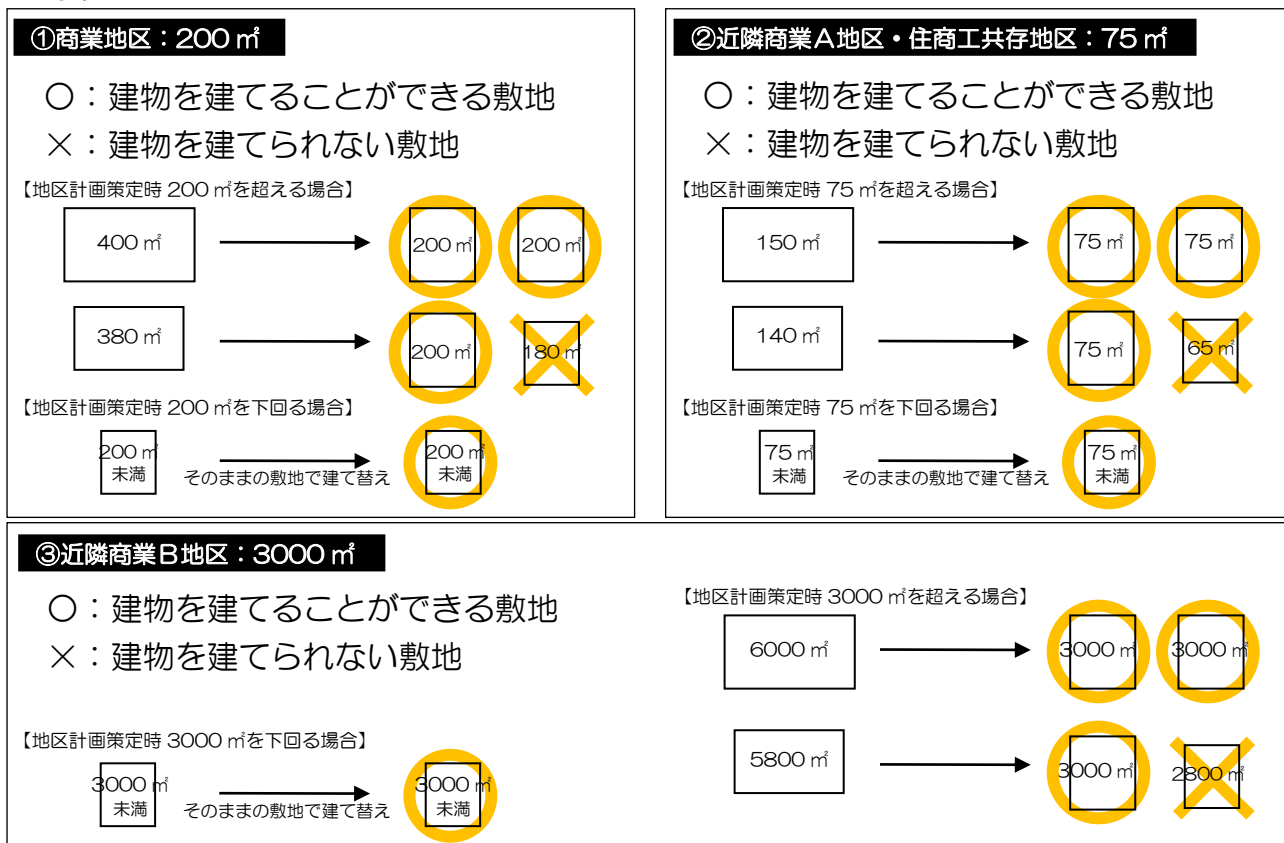 ①商業地区:200㎡
○:建物を建てることができる敷地
×:建物を建てられない敷地
【地区計画策定時 200㎡を超える場合】
400㎡
200㎡
200㎡
380㎡
200㎡
180㎡
【地区計画策定時 200㎡を下回る場合】
200㎡
未満
そのままの敷地で建て替え
200㎡
未満
②近隣商業A地区・住商工共存地区:75㎡
○:建物を建てることができる敷地
×:建物を建てられない敷地
【地区計画策定時 75㎡を超える場合】
150㎡
75㎡
75㎡
140㎡
75㎡
65㎡
【地区計画策定時 75㎡を下回る場合】
75㎡
未満
そのままの敷地で建て替え
75㎡
未満
③近隣商業B地区:3000㎡
○:建物を建てることができる敷地
×:建物を建てられない敷地
【地区計画策定時 3000㎡を下回る場合】
3000㎡
未満
そのままの敷地で建て替え
3000㎡
未満
【地区計画策定時 3000㎡を超える場合】
6000㎡
3000㎡
3000㎡
5800㎡
3000㎡
2800㎡